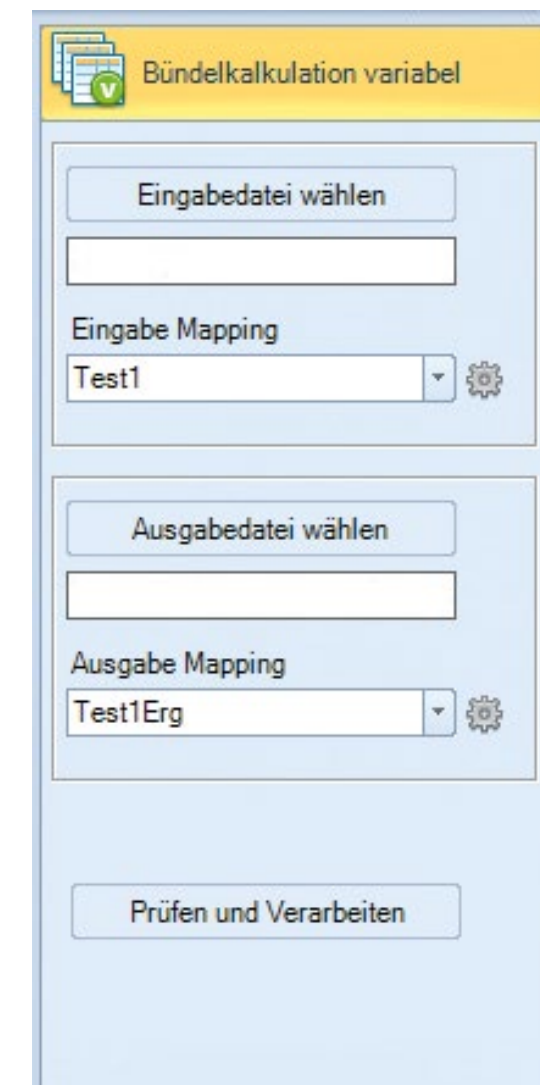 Bündelkalkulation variabel
Eingabedatei wählen
Eingabe Mapping
Test1
Ausgabedatei wählen
Ausgabe Mapping
Test1Erg
Prüfen und Verarbeiten